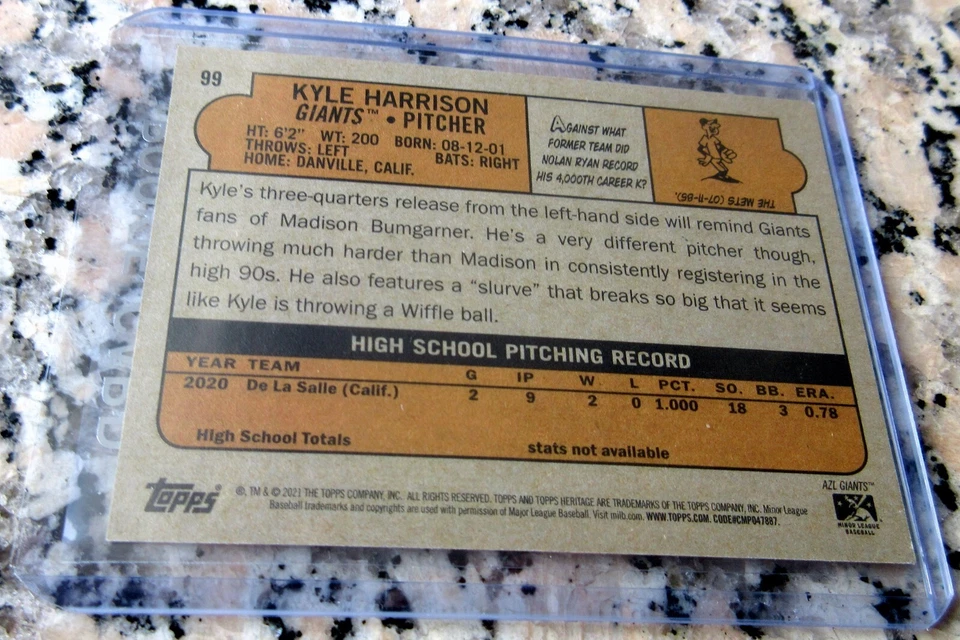 99
KYLE HARRISON
GIANTS™ • PITCHER
HT: 6'2" WT: 200 BORN: 08-12-01
THROWS: LEFT BATS: RIGHT
HOME: DANVILLE, CALIF.
AGAINST WHAT
FORMER TEAM DID
NOLAN RYAN RECORD
HIS 4,000TH CAREER K?
THE METS (07-11-85).
Kyle's three-quarters release from the left-hand side will remind Giants
fans of Madison Bumgarner. He's a very different pitcher though,
throwing much harder than Madison in consistently registering in the
high 90s. He also features a "slurve" that breaks so big that it seems
like Kyle is throwing a Wiffle ball.
HIGH SCHOOL PITCHING RECORD
YEAR TEAM G IP W L PCT. SO. BB. ERA.
2020 De La Salle (Calif.) 2 9 2 0 1.000 18 3 0.78
High School Totals stats not available
topps
®, TM & © 2021 THE TOPPS COMPANY, INC. ALL RIGHTS RESERVED. TOPPS AND TOPPS HERITAGE ARE TRADEMARKS OF THE TOPPS COMPANY, INC. Minor League
Baseball trademarks and copyrights are used with permission of Major League Baseball. Visit milb.com. WWW.TOPPS.COM. CODE#CMP047887.
AZL GIANTS™
MINOR LEAGUE
BASEBALL